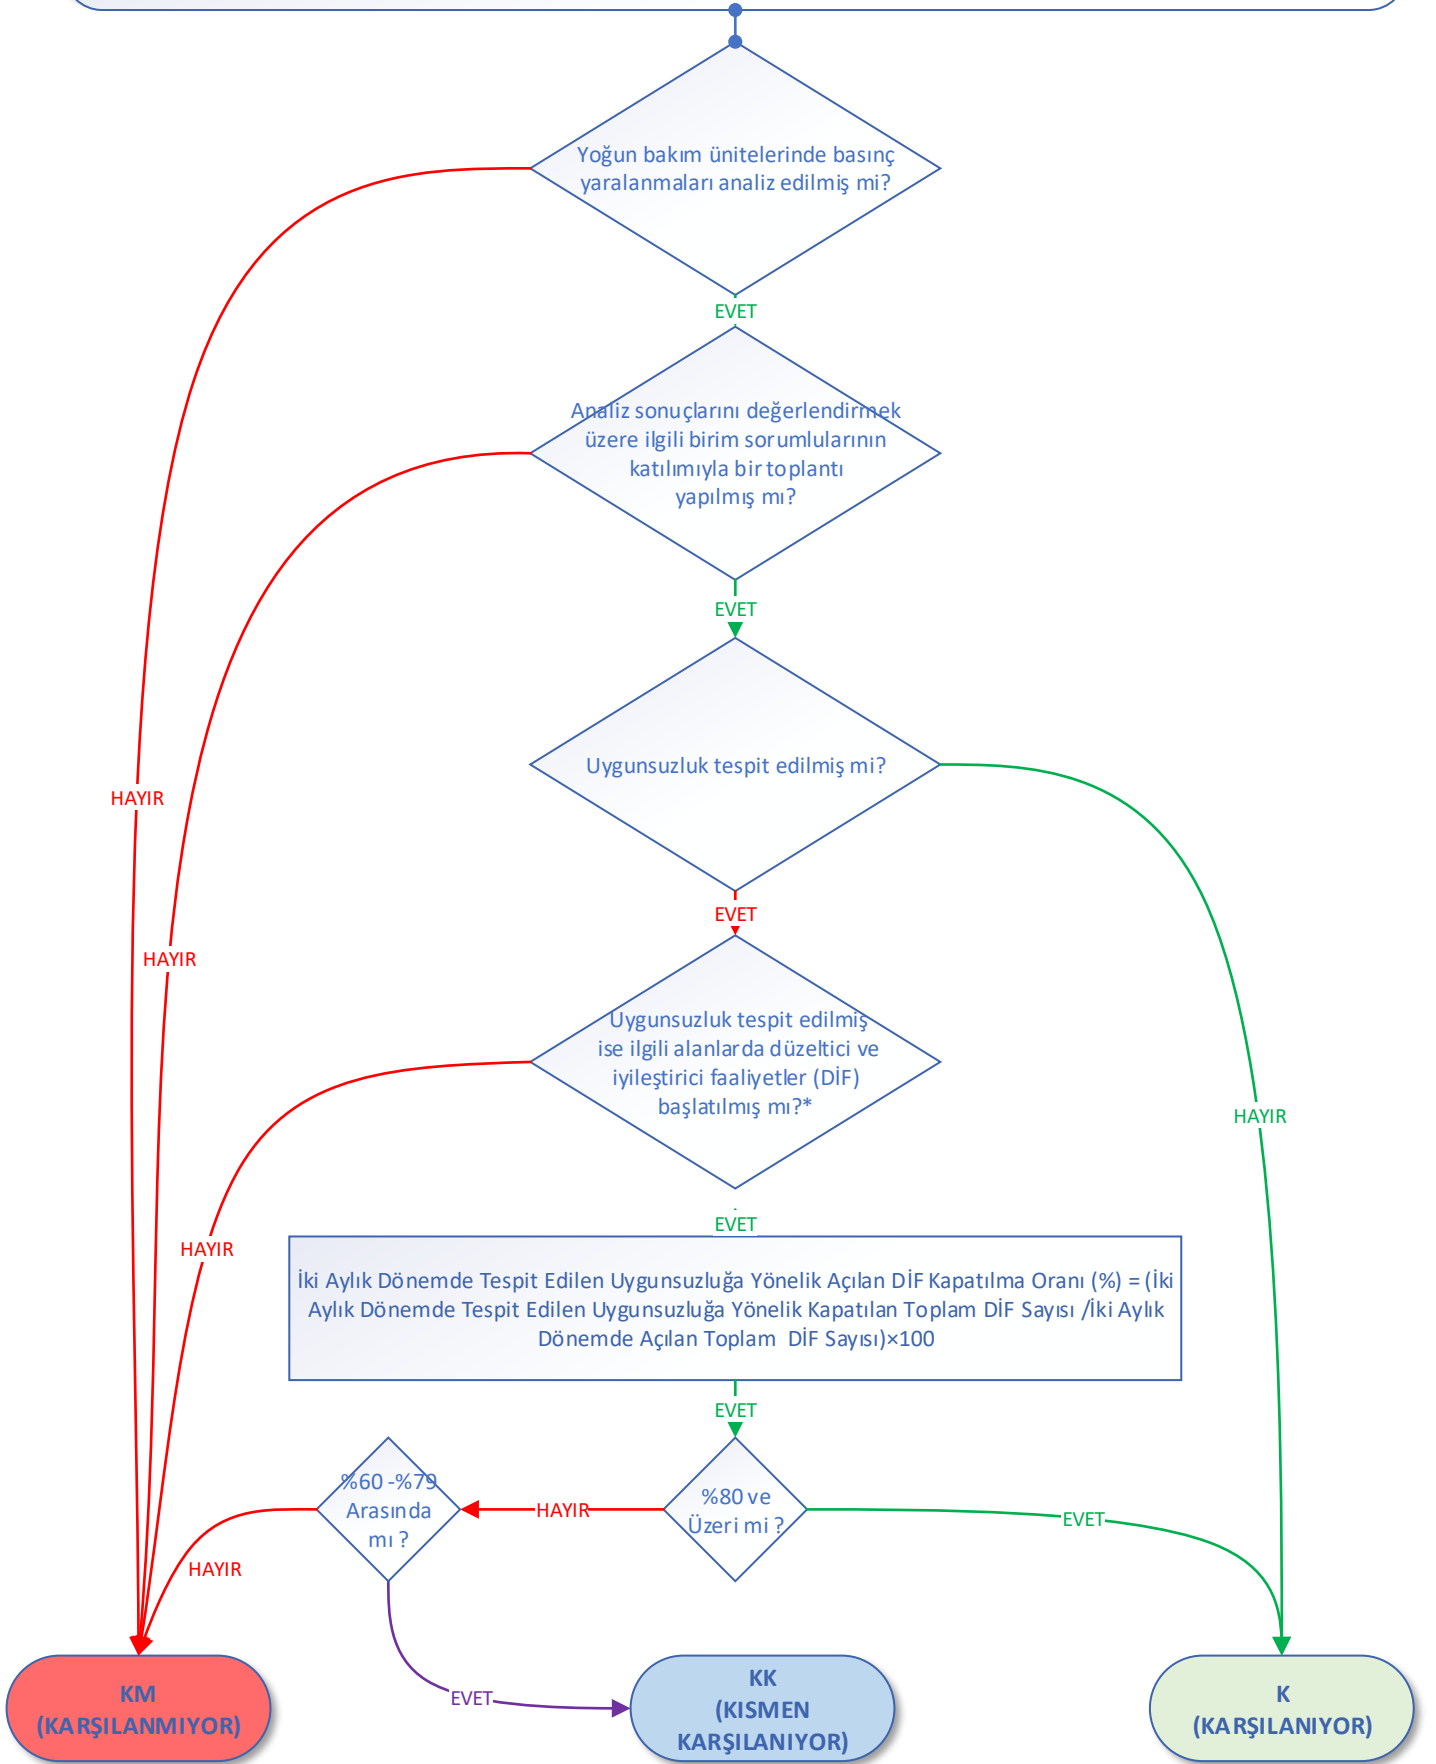 Yoğun bakım ünitelerinde basınç
yaralanmaları analiz edilmiş mi?
EVET
Analiz sonuçlarını değerlendirmek
üzere ilgili birim sorumlularının
katılımıyla bir toplantı
yapılmış mı?
EVET
Uygunsuzluk tespit edilmiş mi?
HAYIR
EVET
HAYIR
Uygunsuzluk tespit edilmiş
ise ilgili alanlarda düzeltici ve
iyileştirici faaliyetler (DİF)
başlatılmış mı?*
HAYIR
EVET
HAYIR
İki Aylık Dönemde Tespit Edilen Uygunsuzluğa Yönelik Açılan DİF Kapatılma Oranı (%) = (İki
Aylık Dönemde Tespit Edilen Uygunsuzluğa Yönelik Kapatılan Toplam DİF Sayısı /İki Aylık
Dönemde Açılan Toplam DİF Sayısı)×100
EVET
%60 -%79
Arasında
mı ?
HAYIR
%80 ve
Üzeri mi ?
EVET
HAYIR
EVET
KM
(KARŞILANMIYOR)
KK
(KISMEN
KARŞILANIYOR)
K
(KARŞILANIYOR)